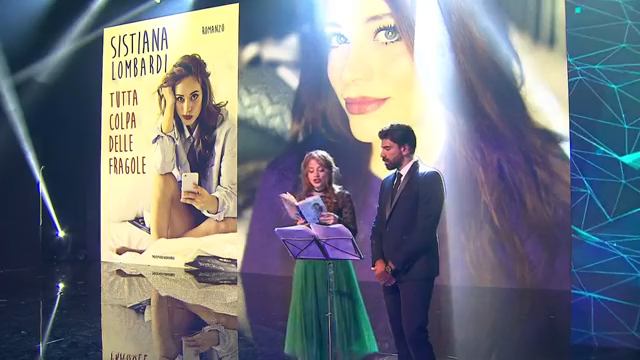 ROMANZO
SISTIANA
LOMBARDI
TUTTA
COLPA
DELLE
FRAGOLE